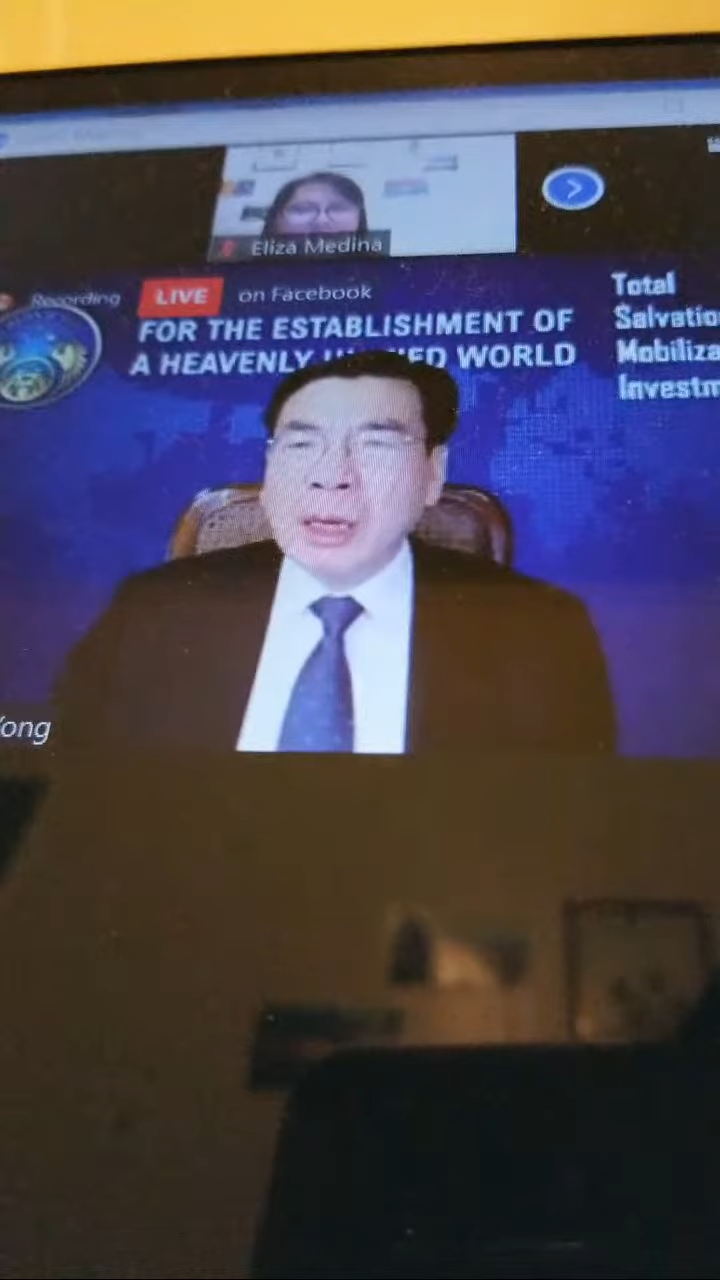 Eliza Medina
Recording
LIVE on Facebook
FOR THE ESTABLISHMENT OF
A HEAVENLY WORLD
Total
Salvatio
Mobiliza
Investm
ong